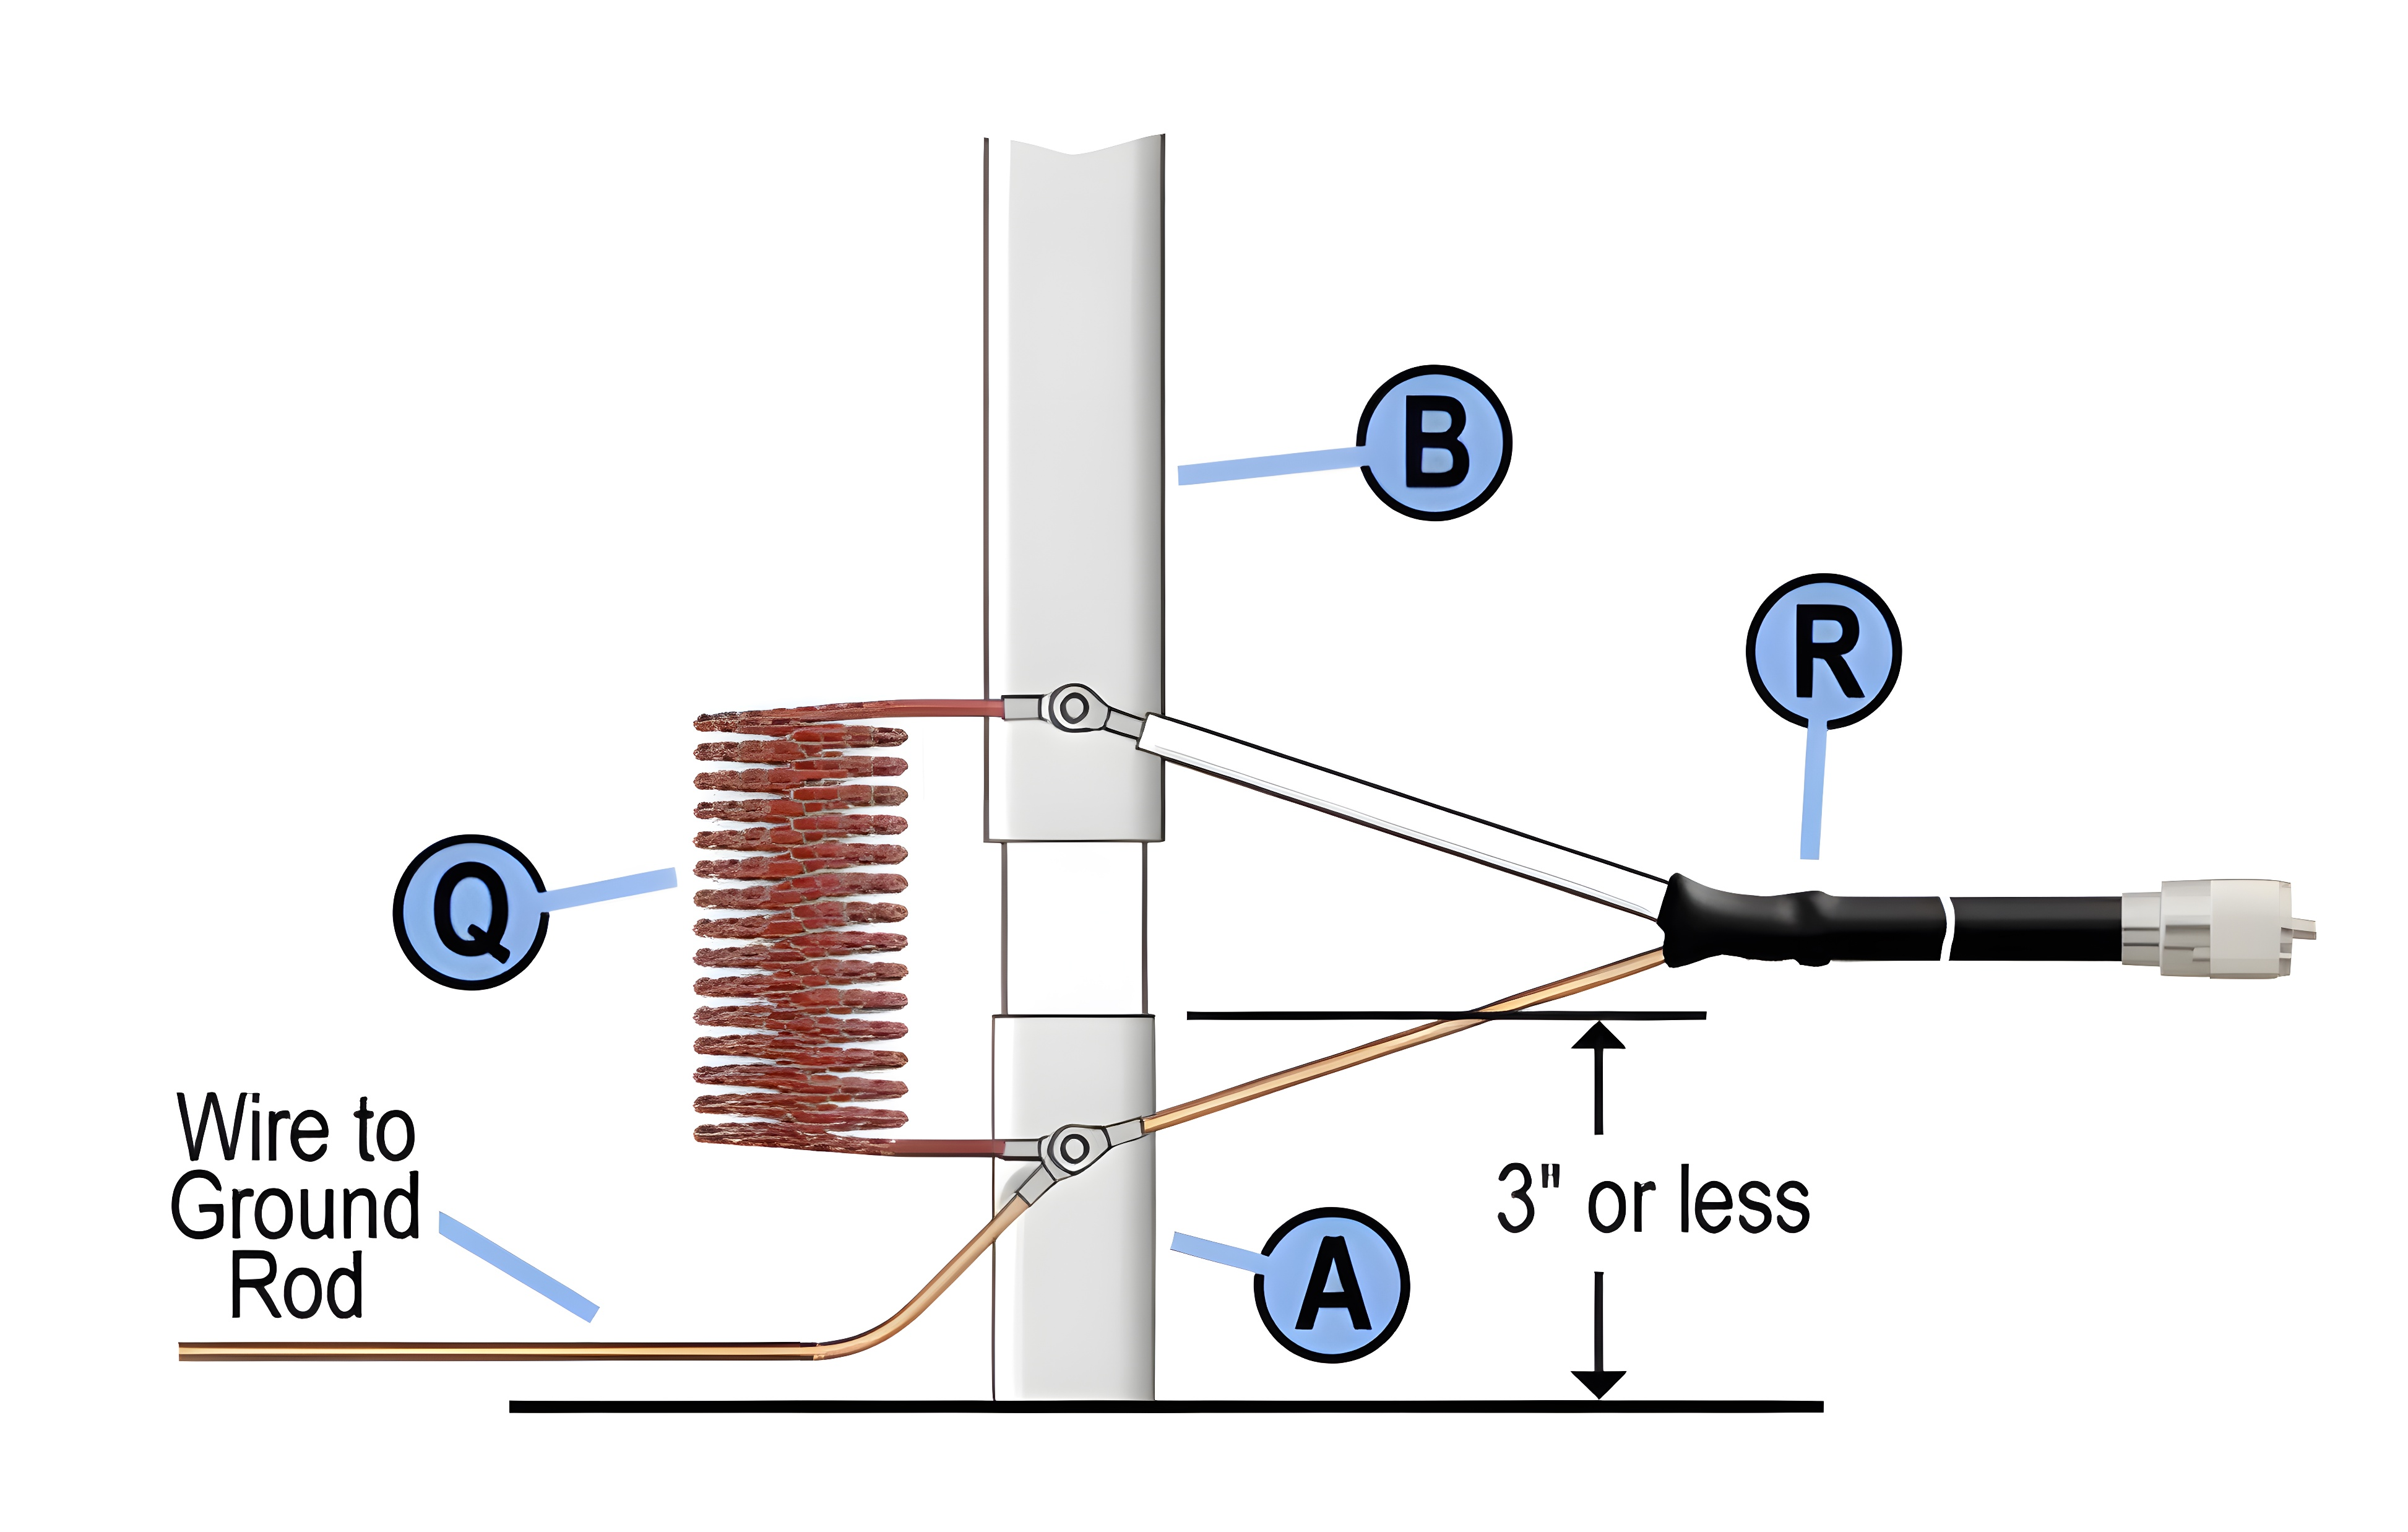 B
R
Q
Wire to
Ground
Rod
3" or less
A